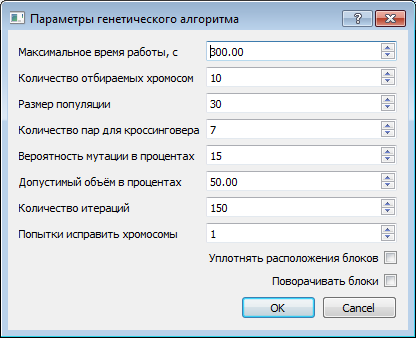 Параметры генетического алгоритма
Максимальное время работы, с 300.00
Количество отбираемых хромосом 10
Размер популяции 30
Количество пар для кроссинговера 7
Вероятность мутации в процентах 15
Допустимый объём в процентах 50.00
Количество итераций 150
Попытки исправить хромосомы 1
Уплотнять расположения блоков
Поворачивать блоки
OK Cancel